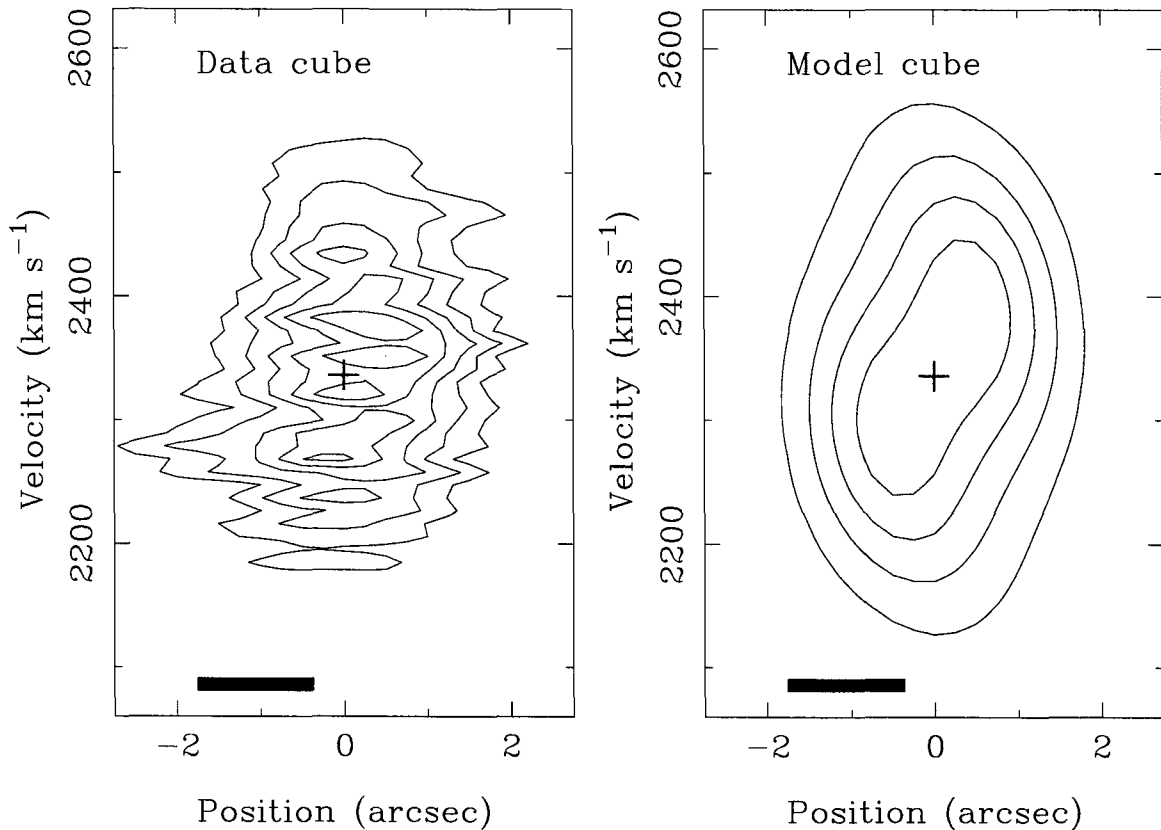 Data cube
Velocity (km s⁻¹)
2600
2400
2200
-2
0
2
Position (arcsec)
Model cube
Velocity (km s⁻¹)
2600
2400
2200
-2
0
2
Position (arcsec)